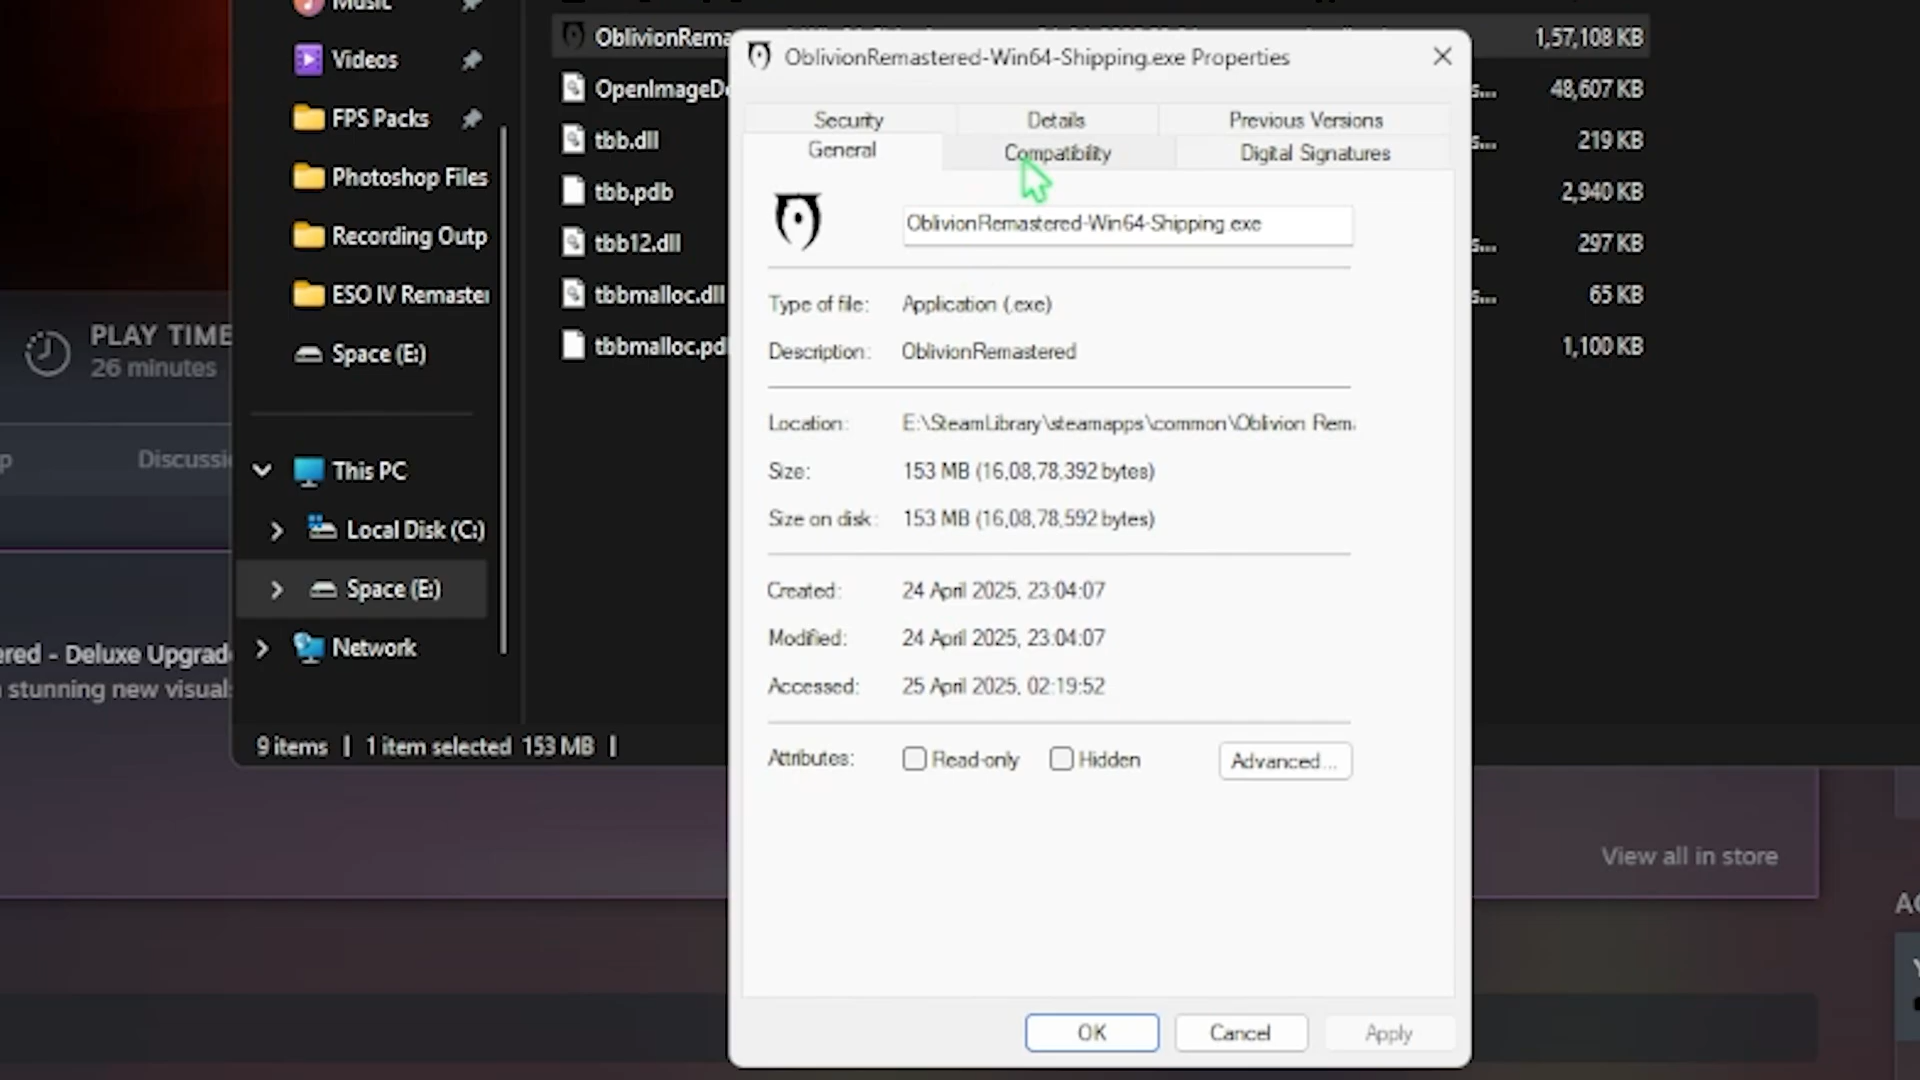 Music
Videos
FPS Packs
Photoshop Files
Recording Outp
ESO IV Remaster
Space (E:)
This PC
Local Disk (C:)
Space (E:)
Network
9 items | 1 item selected 153 MB |
PLAY TIME
26 minutes
p
Discussi
ered - Deluxe Upgrad
stunning new visual
OblivionRema
1,57,108 KB
OpenImageDe
s...
48,607 KB
tbb.dll
s...
219 KB
tbb.pdb
2,940 KB
tbb12.dll
s...
297 KB
tbbmalloc.dll
s...
65 KB
tbbmalloc.pd
1,100 KB
OblivionRemastered-Win64-Shipping.exe Properties
Security
Details
Previous Versions
General
Compatibility
Digital Signatures
OblivionRemastered-Win64-Shipping.exe
Type of file: Application (.exe)
Description: OblivionRemastered
Location: E:\SteamLibrary\steamapps\common\Oblivion Rem
Size: 153 MB (16,08,78,392 bytes)
Size on disk: 153 MB (16,08,78,592 bytes)
Created: 24 April 2025, 23:04:07
Modified: 24 April 2025, 23:04:07
Accessed: 25 April 2025, 02:19:52
Attributes: Read-only Hidden Advanced...
OK
Cancel
Apply
View all in store
AC
Y